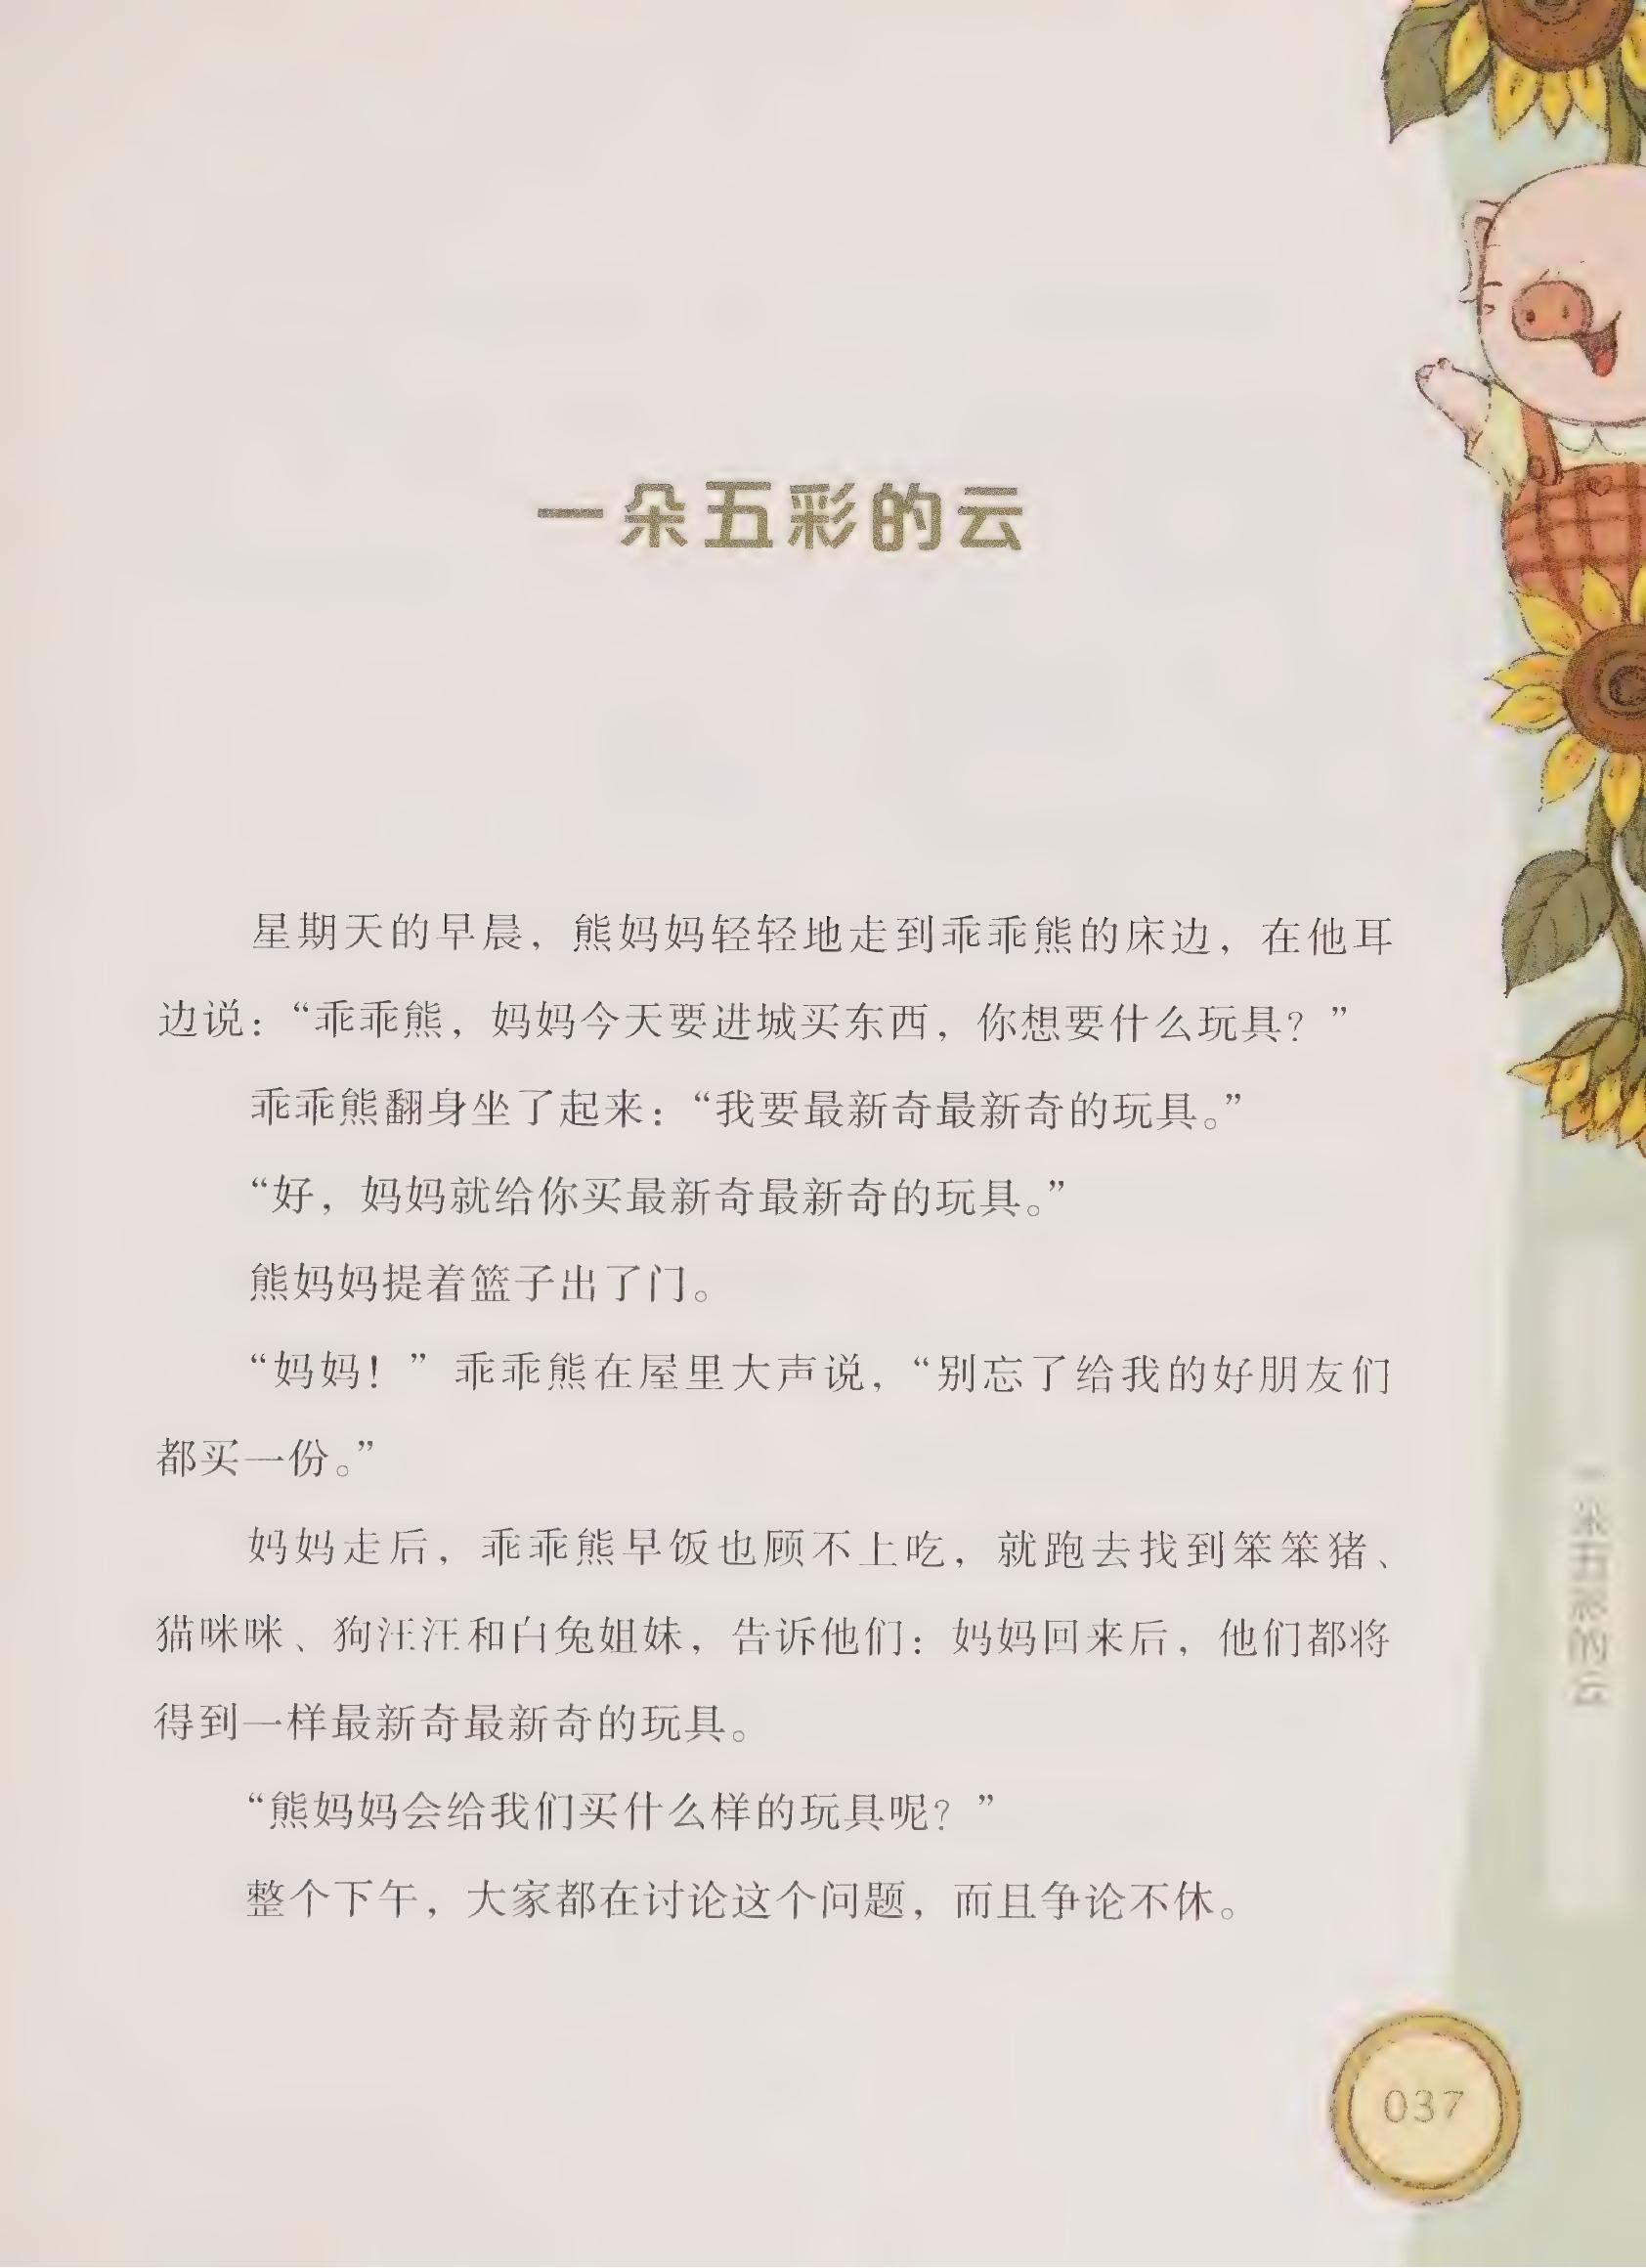 一朵五彩的云
星期天的早晨，熊妈妈轻轻地走到乖乖熊的床边，在他耳
边说：“乖乖熊，妈妈今天要进城买东西，你想要什么玩具？”
乖乖熊翻身坐了起来：“我要最新奇最新奇的玩具。”
“好，妈妈就给你买最新奇最新奇的玩具。”
熊妈妈提着篮子出了门。
“妈妈！”乖乖熊在屋里大声说，“别忘了给我的好朋友们
都买一份。”
妈妈走后，乖乖熊早饭也顾不上吃，就跑去找到笨笨猪、
猫咪咪、狗汪汪和白兔姐妹，告诉他们：妈妈回来后，他们都将
得到一样最新奇最新奇的玩具。
“熊妈妈会给我们买什么样的玩具呢？”
整个下午，大家都在讨论这个问题，而且争论不休。
一朵五彩的云
037